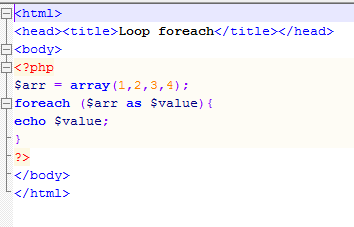 <html>
<head><title>Loop foreach</title></head>
<body>
<?php
$arr = array(1,2,3,4);
foreach ($arr as $value){
echo $value;
}
?>
</body>
</html>